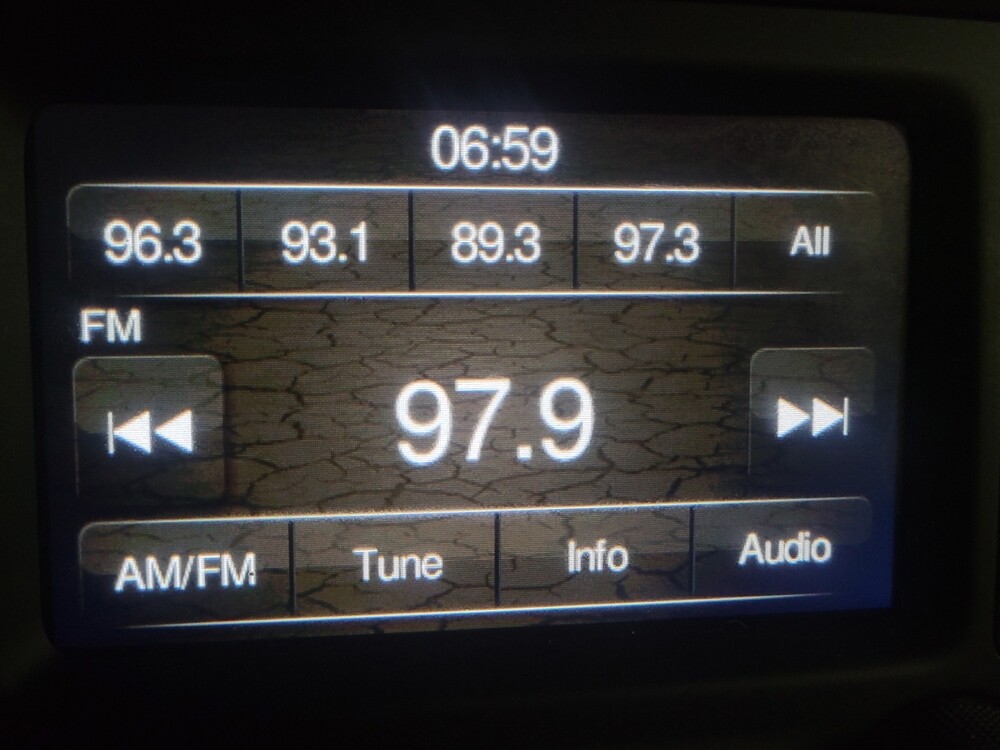 06:59
96.3 93.1 89.3 97.3 All
FM
97.9
AM/FM Tune Info Audio